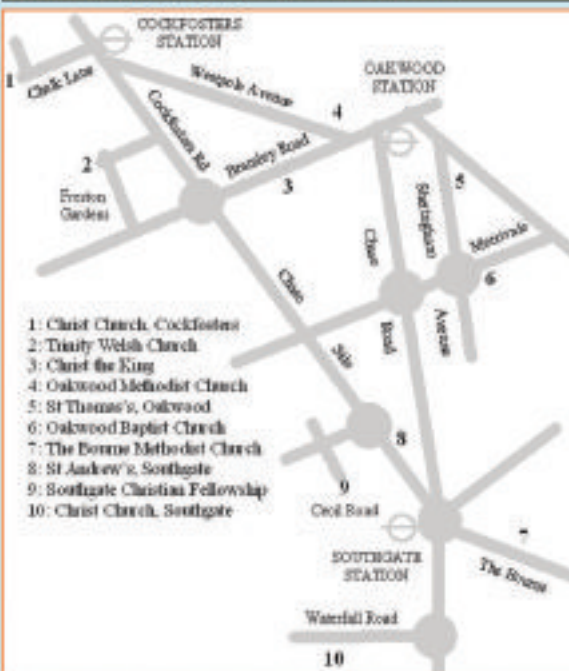 COCKFOSTERS
STATION
1
Chalk Lane
Westpole Avenue
OAKWOOD
STATION
4
Cockfosters Rd
2
Bramley Road
3
Freston
Gardens
5
Sheringham
Avenue
Chase
Road
Merrivale
6
Chase
Side
1: Christ Church, Cockfosters
2: Trinity Welsh Church
3: Christ the King
4: Oakwood Methodist Church
5: St Thomas's, Oakwood
6: Oakwood Baptist Church
7: The Bourne Methodist Church
8: St Andrew's, Southgate
9: Southgate Christian Fellowship
10: Christ Church, Southgate
8
9
Cecil Road
SOUTHGATE
STATION
7
The Bourne
Waterfall Road
10